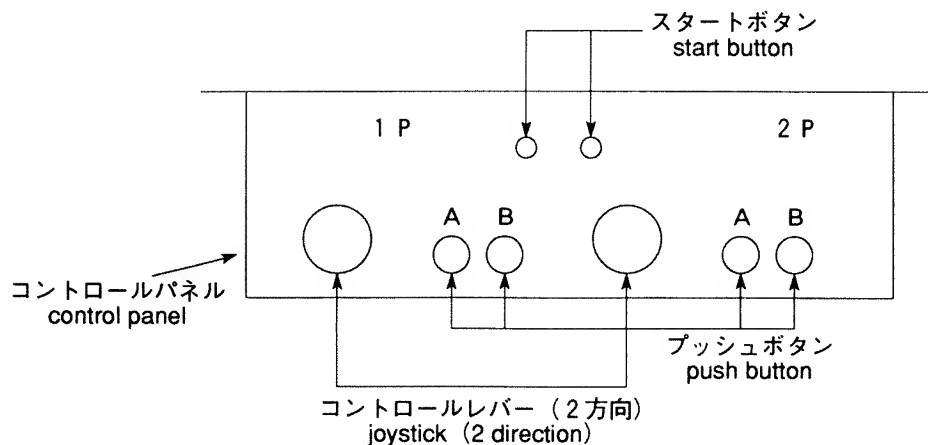 スタートボタン
start button
1 P
2 P
A B A B
コントロールパネル
control panel
プッシュボタン
push button
コントロールレバー（2方向）
joystick（2 direction）